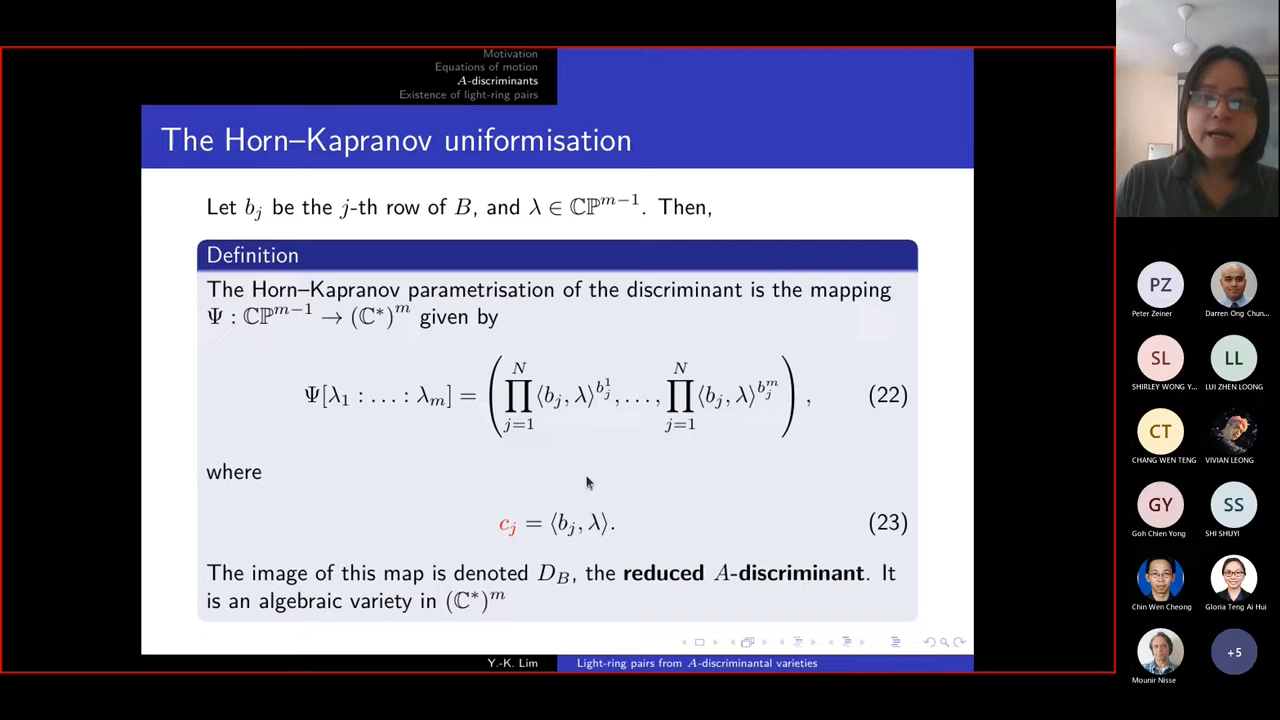 Motivation
Equations of motion
A-discriminants
Existence of light-ring pairs
The Horn–Kapranov uniformisation
Let b_j be the j-th row of B, and λ ∈ ℂℙ^{m−1}. Then,
Definition
The Horn–Kapranov parametrisation of the discriminant is the mapping
Ψ : ℂℙ^{m−1} → (ℂ*)^m given by
Ψ[λ_1 : … : λ_m] = ( ∏_{j=1}^{N} ⟨b_j, λ⟩^{b_j^1}, …, ∏_{j=1}^{N} ⟨b_j, λ⟩^{b_j^m} ) , (22)
where
c_j = ⟨b_j, λ⟩. (23)
The image of this map is denoted D_B, the reduced A-discriminant. It
is an algebraic variety in (ℂ*)^m
Y.-K. Lim Light-ring pairs from A-discriminantal varieties
PZ
Peter Zeiner
Darren Ong Chun...
SL
SHIRLEY WONG Y...
LL
LUI ZHEN LOONG
CT
CHANG WEN TENG
VIVIAN LEONG
GY
Goh Chien Yong
SS
SHI SHUYI
Chin Wen Cheong
Gloria Teng Ai Hui
Mounir Nisse
+5